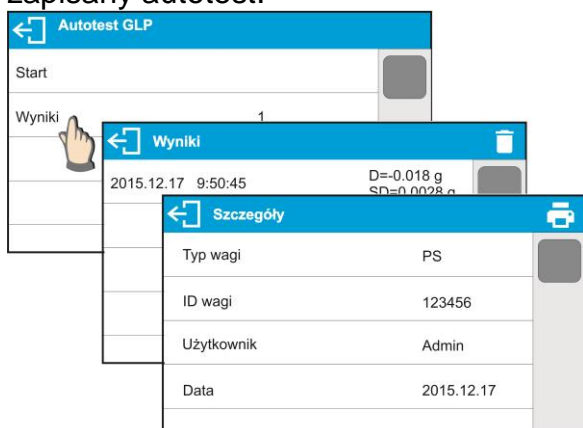 zapisany autotest.
Autotest GLP
Start
Wyniki 1
Wyniki
2015.12.17 9:50:45 D=-0.018 g
SD=0.0028 g
Szczegóły
Typ wagi PS
ID wagi 123456
Użytkownik Admin
Data 2015.12.17